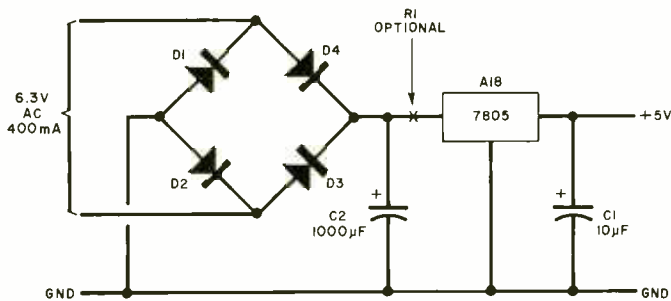 R1
OPTIONAL
D1
D4
6.3V
AC
400mA
A18
7805
+5V
D2
D3
+
C2
1000µF
+
C1
10µF
GND
GND